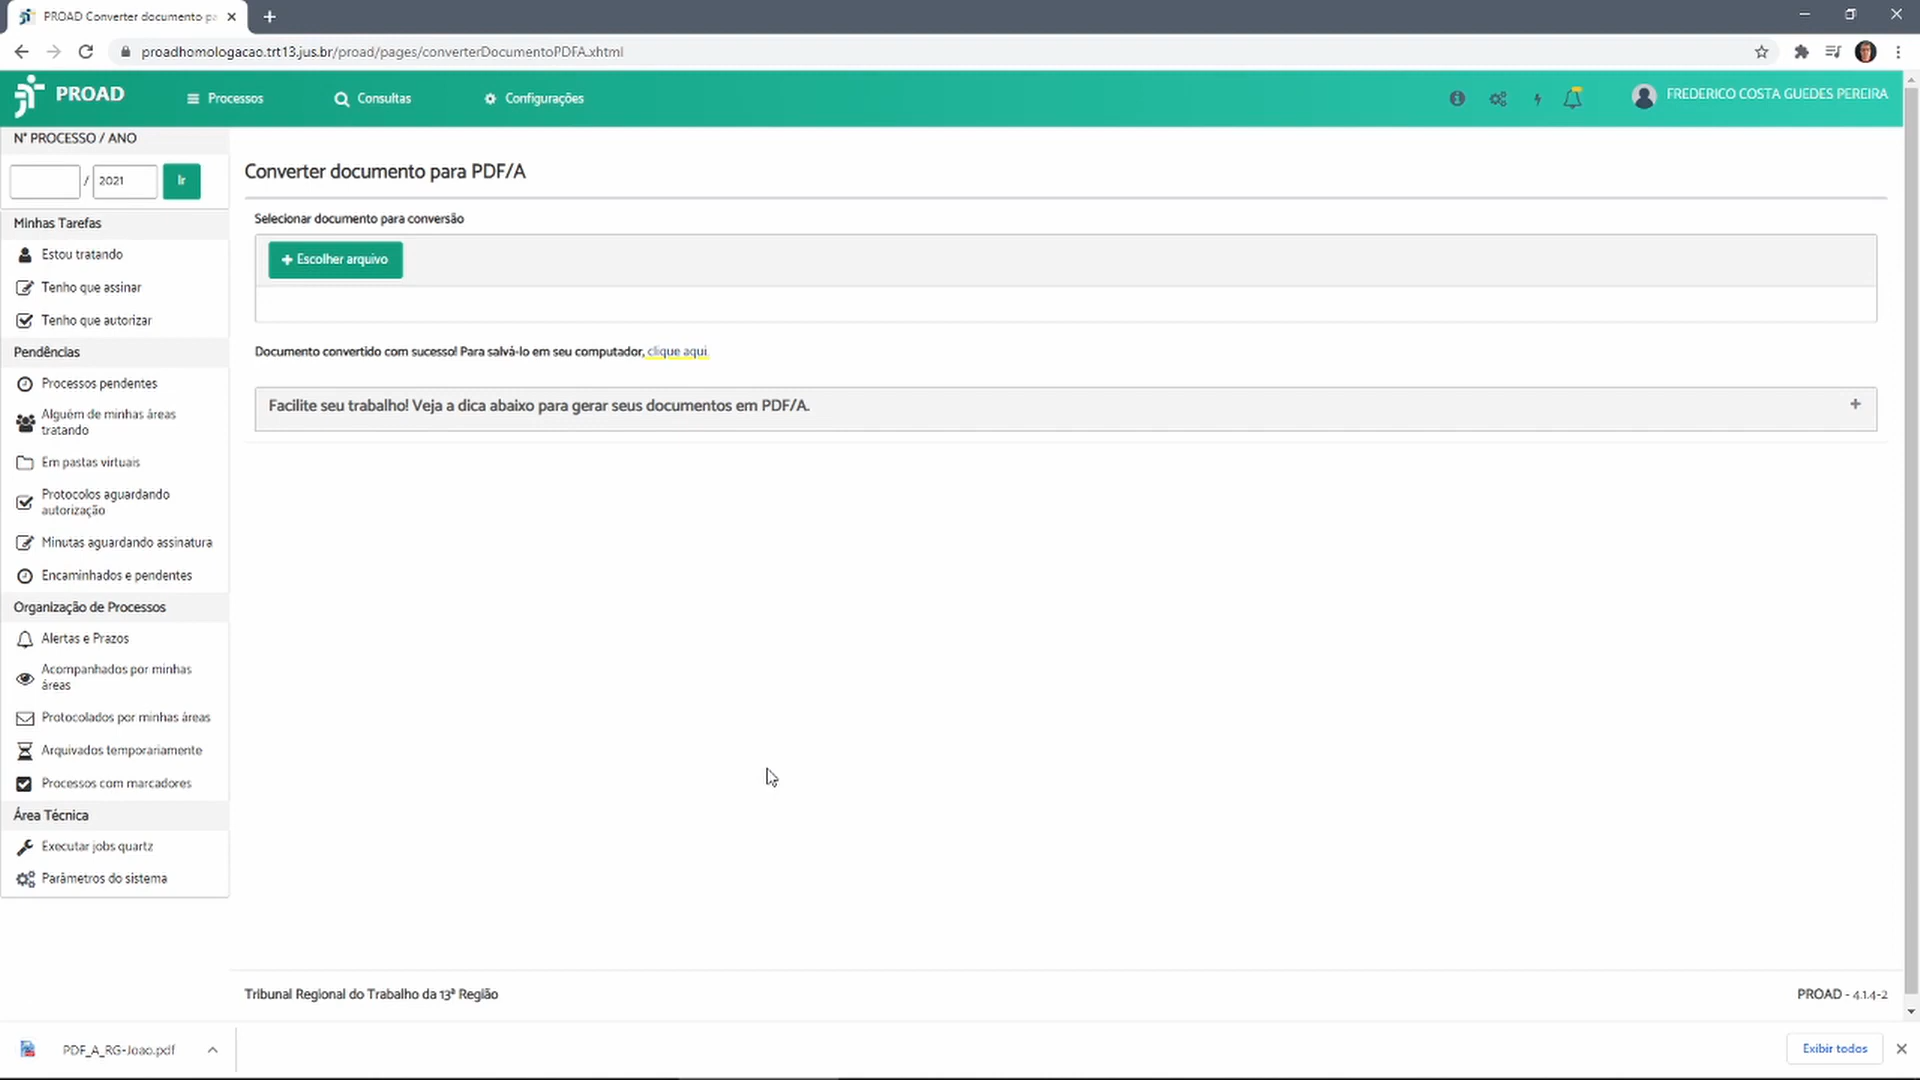 PROAD Converter documento pa
proadhomologacao.trt13.jus.br/proad/pages/converterDocumentoPDFA.xhtml
PROAD
Processos
Consultas
Configurações
FREDERICO COSTA GUEDES PEREIRA
N° PROCESSO / ANO
/ 2021 Ir
Converter documento para PDF/A
Selecionar documento para conversão
+ Escolher arquivo
Documento convertido com sucesso! Para salvá-lo em seu computador, clique aqui.
Facilite seu trabalho! Veja a dica abaixo para gerar seus documentos em PDF/A.
Minhas Tarefas
Estou tratando
Tenho que assinar
Tenho que autorizar
Pendências
Processos pendentes
Alguém de minhas áreas
tratando
Em pastas virtuais
Protocolos aguardando
autorização
Minutas aguardando assinatura
Encaminhados e pendentes
Organização de Processos
Alertas e Prazos
Acompanhados por minhas
áreas
Protocolados por minhas áreas
Arquivados temporariamente
Processos com marcadores
Área Técnica
Executar jobs quartz
Parâmetros do sistema
Tribunal Regional do Trabalho da 13ª Região
PROAD - 4.1.4-2
PDF_A_RG-Joao.pdf
Exibir todos